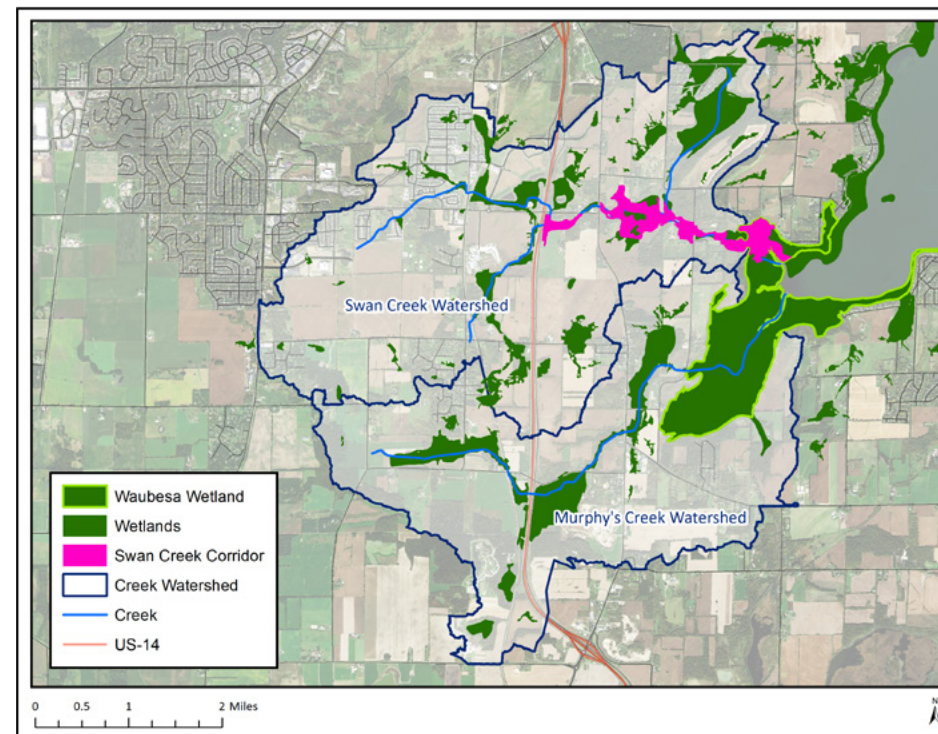 Swan Creek Watershed
Murphy's Creek Watershed
Waubesa Wetland
Wetlands
Swan Creek Corridor
Creek Watershed
Creek
US-14
0 0.5 1 2 Miles
N